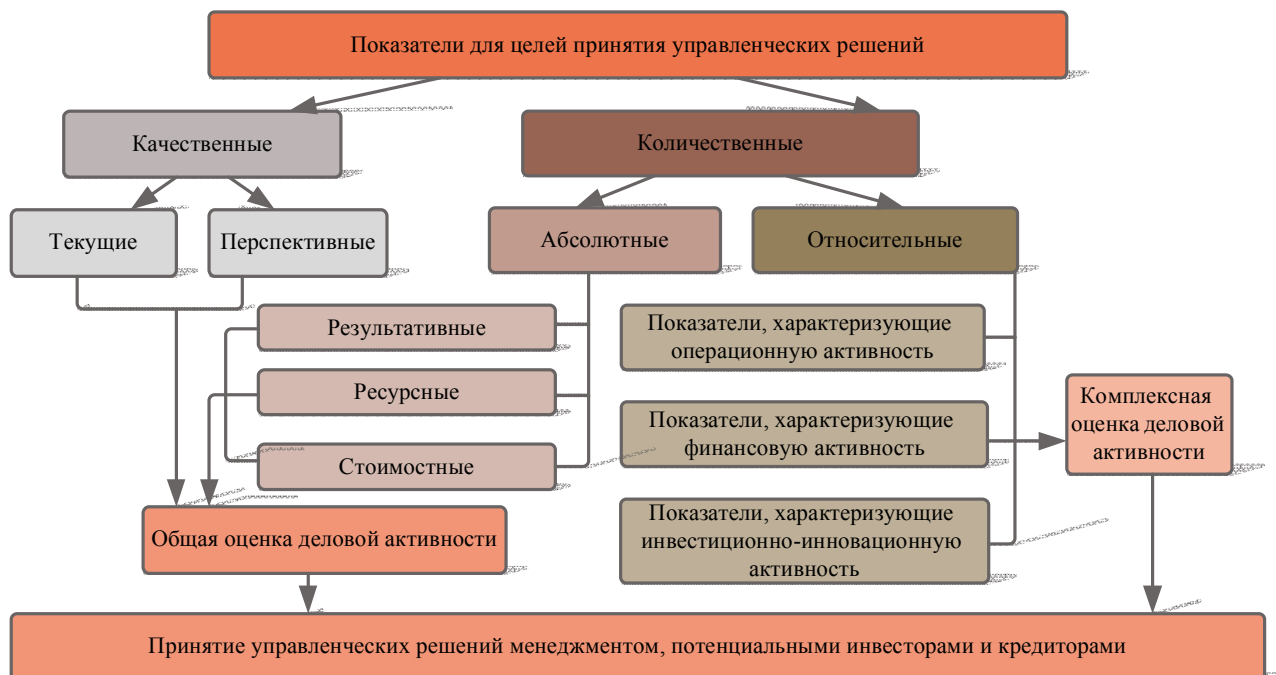 Показатели для целей принятия управленческих решений
Качественные
Количественные
Текущие
Перспективные
Абсолютные
Относительные
Результативные
Ресурсные
Стоимостные
Показатели, характеризующие
операционную активность
Показатели, характеризующие
финансовую активность
Показатели, характеризующие
инвестиционно-инновационную
активность
Комплексная
оценка деловой
активности
Общая оценка деловой активности
Принятие управленческих решений менеджментом, потенциальными инвесторами и кредиторами